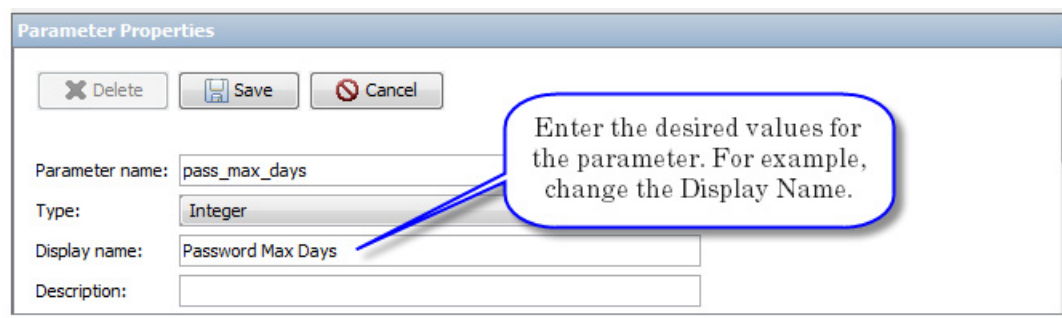 Parameter Properties
Delete Save Cancel
Enter the desired values for
the parameter. For example,
change the Display Name.
Parameter name: pass_max_days
Type: Integer
Display name: Password Max Days
Description: